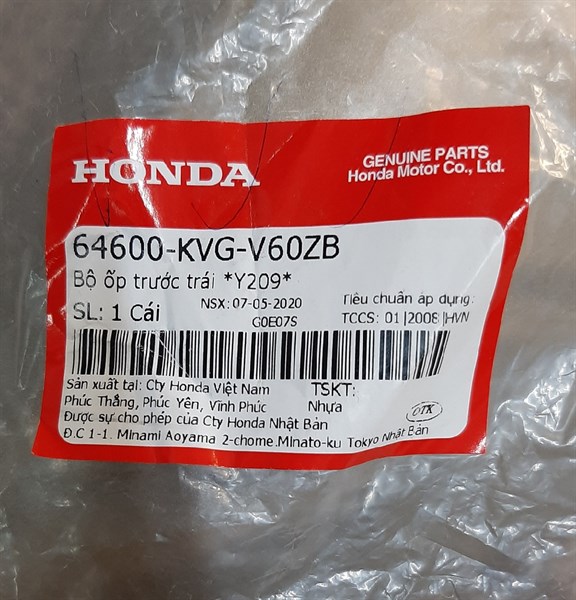 HONDA
GENUINE PARTS
Honda Motor Co., Ltd.
64600-KVG-V60ZB
Bộ ốp trước trái *Y209*
NSX: 07-05-2020
Tiêu chuẩn áp dụng:
SL: 1 Cái
G0E07S
TCCS: 01|2008|HVN
Sản xuất tại: Cty Honda Việt Nam
TSKT:
Phúc Thắng, Phúc Yên, Vĩnh Phúc
Nhựa
OTK
Được sự cho phép của Cty Honda Nhật Bản
Đ.C 1-1. Minami Aoyama 2-chome.Minato-ku Tokyo Nhật Bản